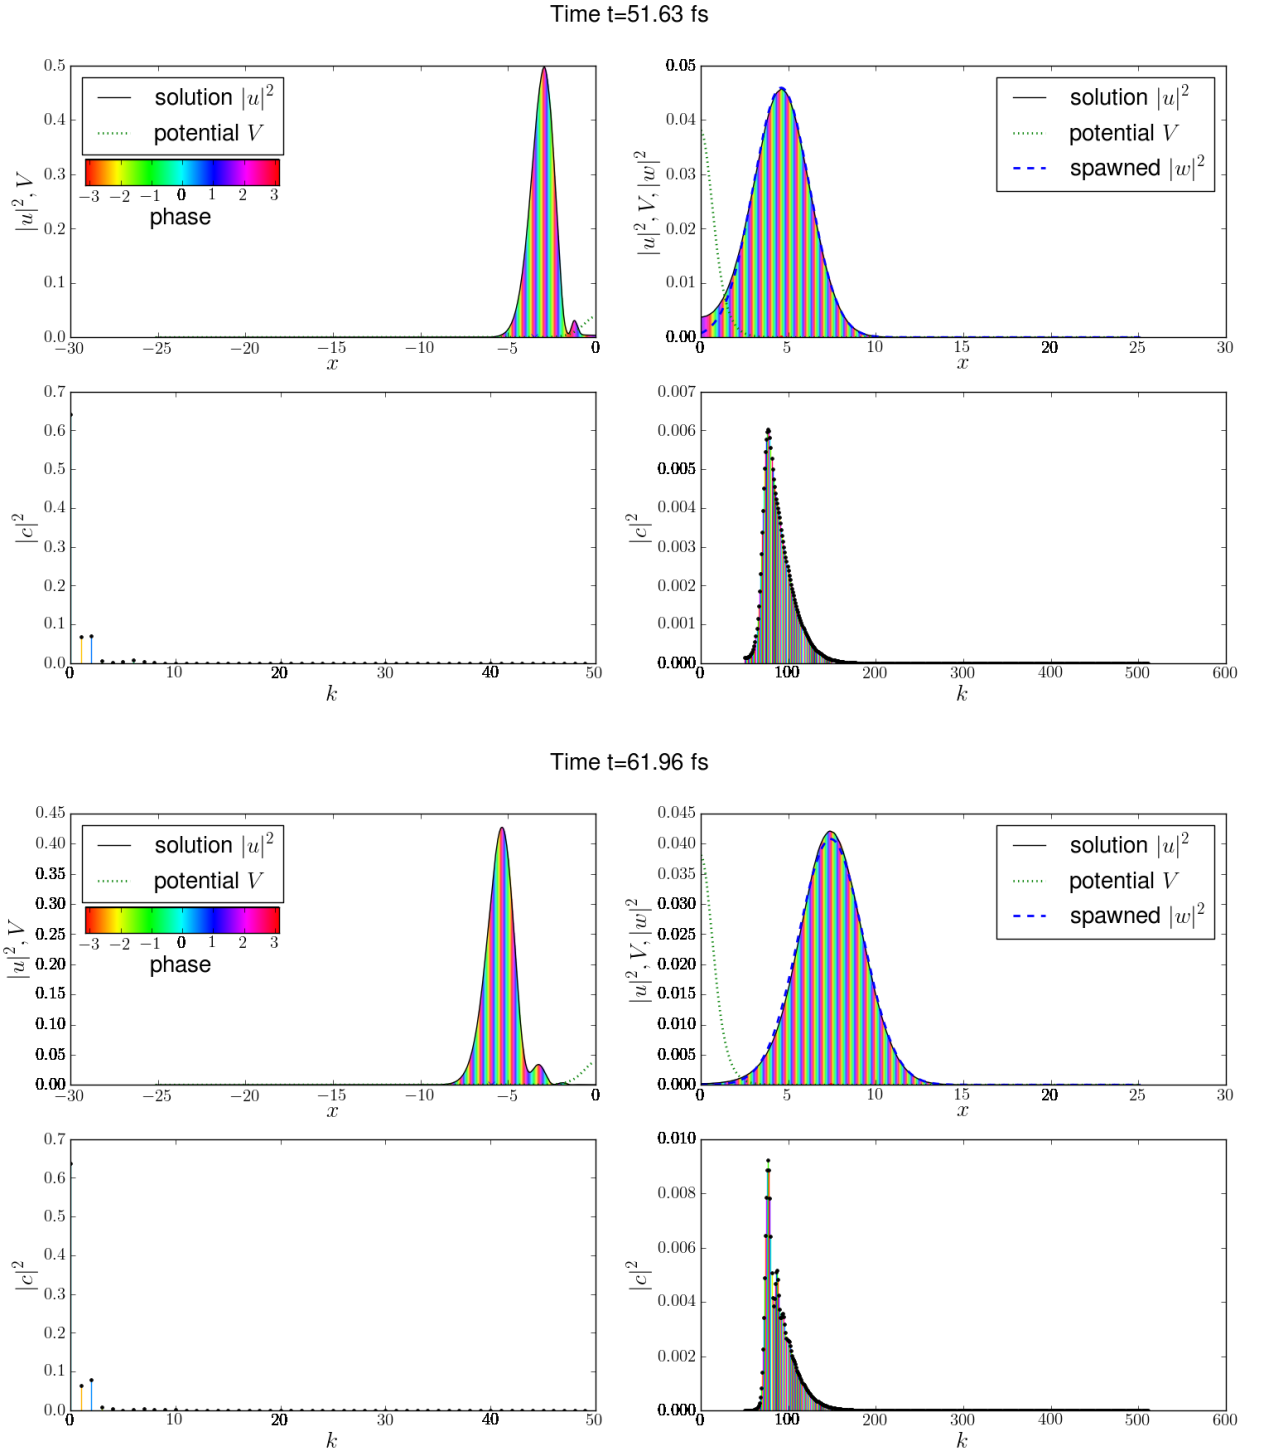 Time t=51.63 fs
|u|^2, V
0.5
0.4
0.3
0.2
0.1
0.0
solution |u|^2
potential V
−3 −2 −1 0 1 2 3
phase
−30 −25 −20 −15 −10 −5 0
x
|u|^2, V, |w|^2
0.05
0.04
0.03
0.02
0.01
0.00
solution |u|^2
potential V
spawned |w|^2
0 5 10 15 20 25 30
x
|c|^2
0.7
0.6
0.5
0.4
0.3
0.2
0.1
0.0
0 10 20 30 40 50
k
|c|^2
0.007
0.006
0.005
0.004
0.003
0.002
0.001
0.000
0 100 200 300 400 500 600
k
Time t=61.96 fs
|u|^2, V
0.45
0.40
0.35
0.30
0.25
0.20
0.15
0.10
0.05
0.00
solution |u|^2
potential V
−3 −2 −1 0 1 2 3
phase
−30 −25 −20 −15 −10 −5 0
x
|u|^2, V, |w|^2
0.045
0.040
0.035
0.030
0.025
0.020
0.015
0.010
0.005
0.000
solution |u|^2
potential V
spawned |w|^2
0 5 10 15 20 25 30
x
|c|^2
0.7
0.6
0.5
0.4
0.3
0.2
0.1
0.0
0 10 20 30 40 50
k
|c|^2
0.010
0.008
0.006
0.004
0.002
0.000
0 100 200 300 400 500 600
k